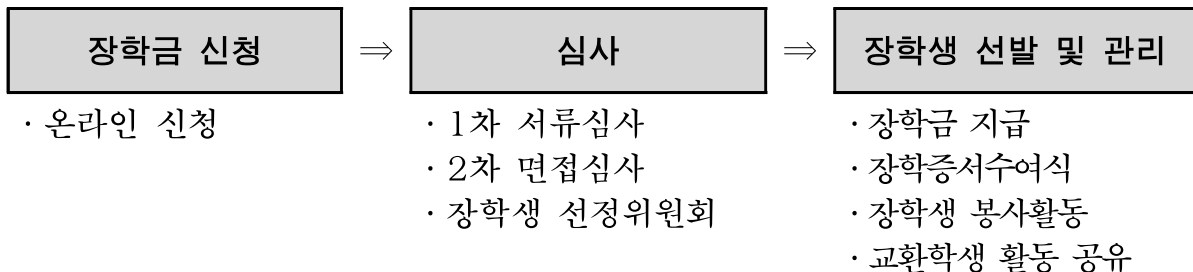 장학금 신청 ⇒ 심사 ⇒ 장학생 선발 및 관리
· 온라인 신청
· 1차 서류심사
· 2차 면접심사
· 장학생 선정위원회
· 장학금 지급
· 장학증서수여식
· 장학생 봉사활동
· 교환학생 활동 공유